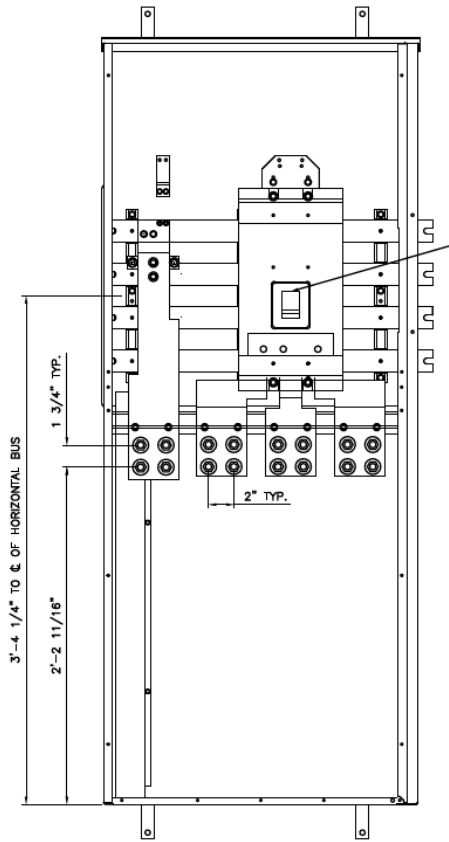 1 3/4" TYP.
2" TYP.
3'-4 1/4" TO ℄ OF HORIZONTAL BUS
2'-2 11/16"